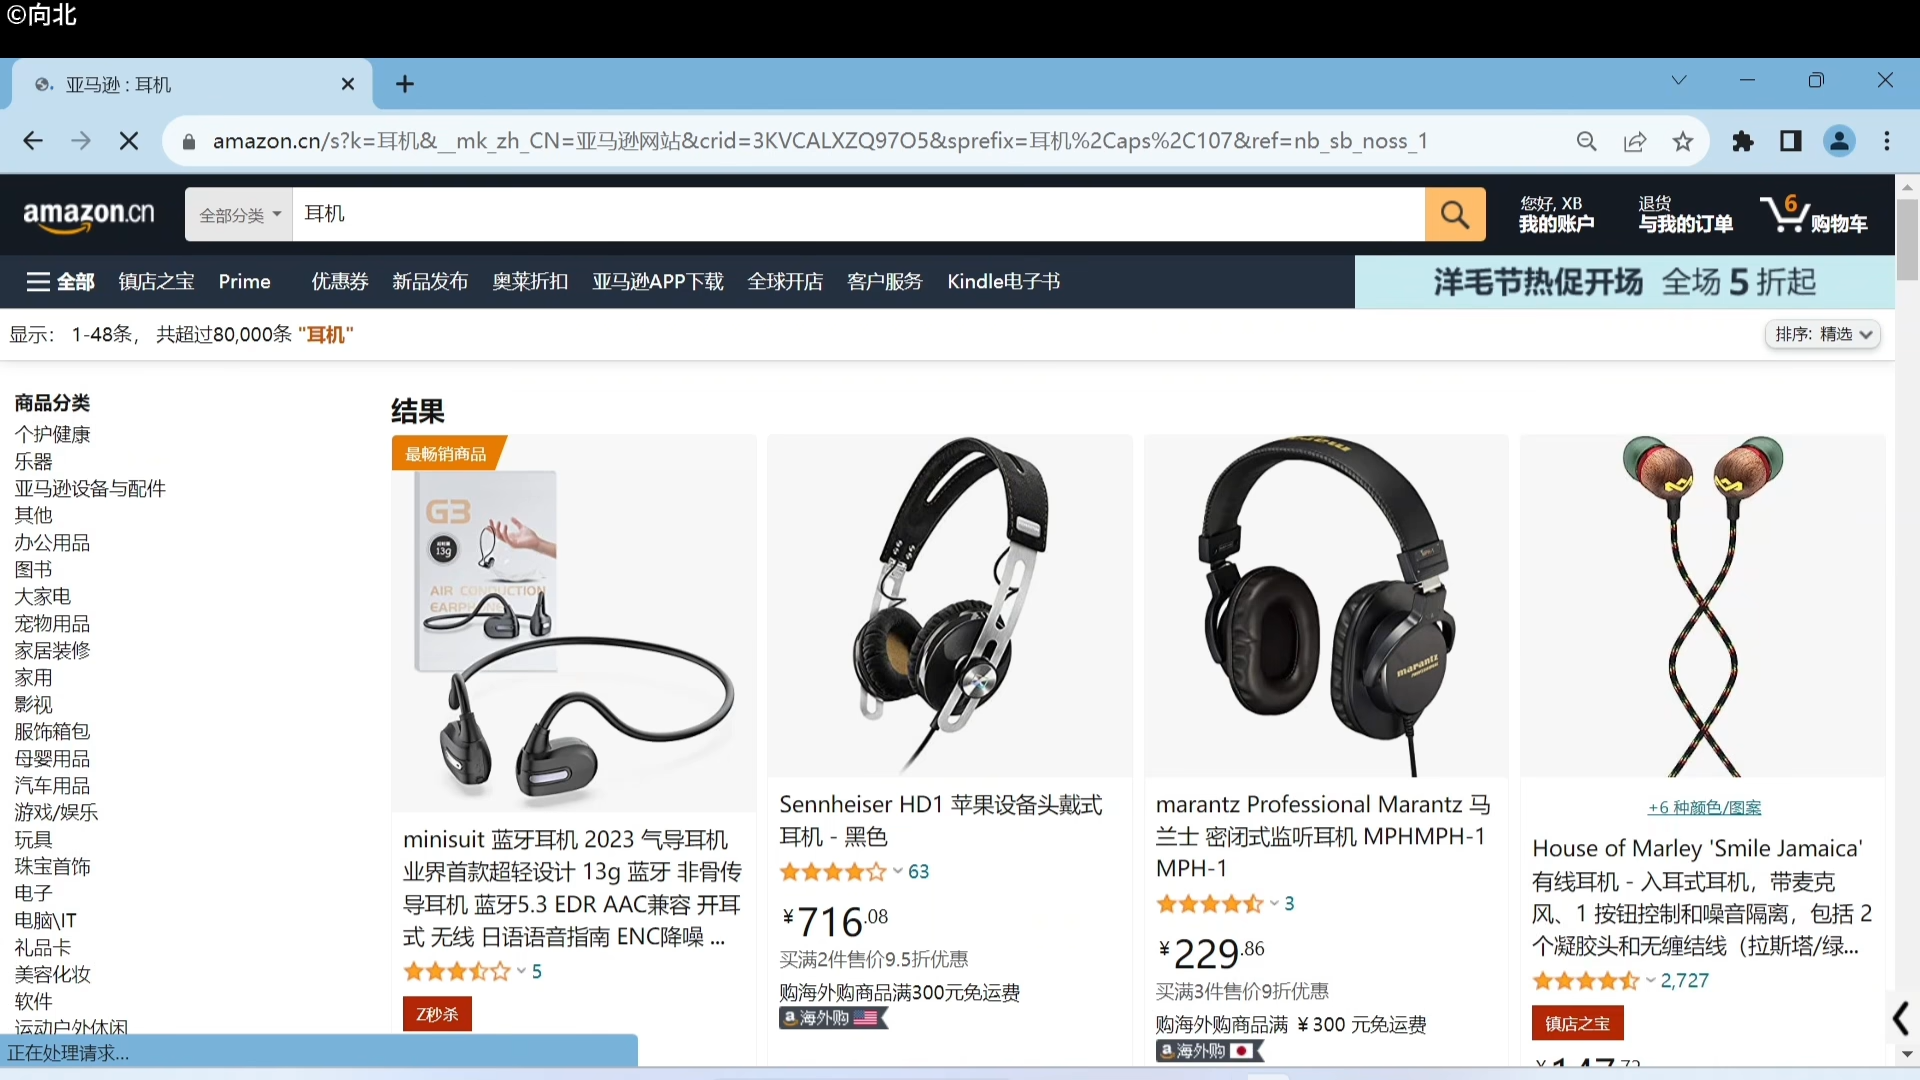 ©向北
亚马逊 : 耳机
amazon.cn/s?k=耳机&__mk_zh_CN=亚马逊网站&crid=3KVCALXZQ97O5&sprefix=耳机%2Caps%2C107&ref=nb_sb_noss_1
amazon.cn
全部分类
耳机
您好, XB
我的账户
退货
与我的订单
6
购物车
全部
镇店之宝
Prime
优惠券
新品发布
奥莱折扣
亚马逊APP下载
全球开店
客户服务
Kindle电子书
洋毛节热促开场 全场 5 折起
显示： 1-48条， 共超过80,000条 "耳机"
排序: 精选
商品分类
个护健康
乐器
亚马逊设备与配件
其他
办公用品
图书
大家电
宠物用品
家居装修
家用
影视
服饰箱包
母婴用品
汽车用品
游戏/娱乐
玩具
珠宝首饰
电子
电脑\IT
礼品卡
美容化妆
软件
运动户外休闲
正在处理请求...
结果
最畅销商品
G3
13g
AIR CONDUCTION
EARPHONE
minisuit 蓝牙耳机 2023 气导耳机
业界首款超轻设计 13g 蓝牙 非骨传
导耳机 蓝牙5.3 EDR AAC兼容 开耳
式 无线 日语语音指南 ENC降噪 ...
5
Z秒杀
Sennheiser HD1 苹果设备头戴式
耳机 - 黑色
63
¥716.08
买满2件售价9.5折优惠
购海外购商品满300元免运费
a海外购
marantz
marantz Professional Marantz 马
兰士 密闭式监听耳机 MPHMPH-1
MPH-1
3
¥229.86
买满3件售价9折优惠
购海外购商品满 ¥300 元免运费
a海外购
+6 种颜色/图案
House of Marley 'Smile Jamaica'
有线耳机 - 入耳式耳机，带麦克
风、1 按钮控制和噪音隔离，包括 2
个凝胶头和无缠结线（拉斯塔/绿...
2,727
镇店之宝
¥147.72